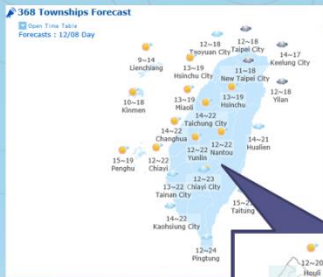 368 Townships Forecast
Open Time Table
Forecasts : 12/08 Day
12~18
Taoyuan City
12~18
Taipei City
14~17
Keelung City
9~14
Lienchiang
13~19
Hsinchu City
11~18
New Taipei City
12~18
Yilan
10~18
Kinmen
13~19
Miaoli
13~19
Hsinchu
14~22
Taichung City
14~22
Changhua
14~21
Hualien
15~19
Penghu
12~22
Chiayi
12~22
Yunlin
12~22
Nantou
12~23
Chiayi City
13~22
Tainan City
Taitung
14~22
Kaohsiung City
12~24
Pingtung
12~20
Houli